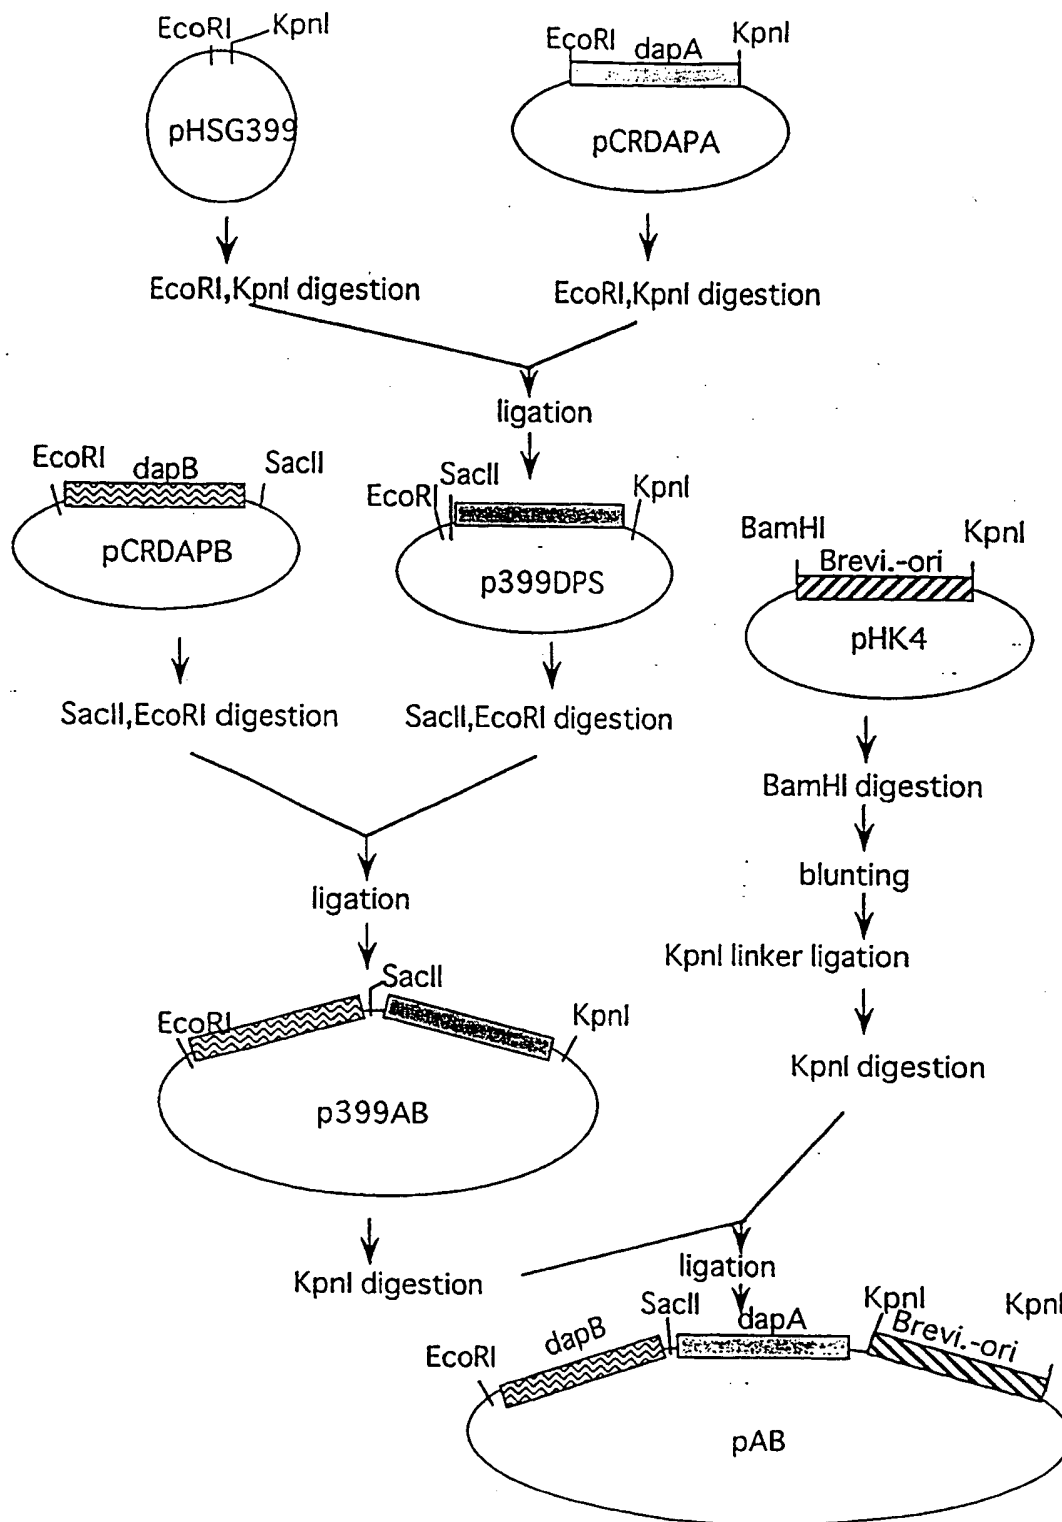 EcoRI KpnI
pHSG399
EcoRI dapA KpnI
pCRDAPA
EcoRI,KpnI digestion
EcoRI,KpnI digestion
ligation
EcoRI dapB SacII
pCRDAPB
SacII
EcoRI KpnI
p399DPS
BamHI KpnI
Brevi.-ori
pHK4
SacII,EcoRI digestion
SacII,EcoRI digestion
BamHI digestion
blunting
ligation
KpnI linker ligation
SacII
EcoRI KpnI
p399AB
KpnI digestion
KpnI digestion
ligation
EcoRI dapB SacII dapA KpnI Brevi.-ori KpnI
pAB